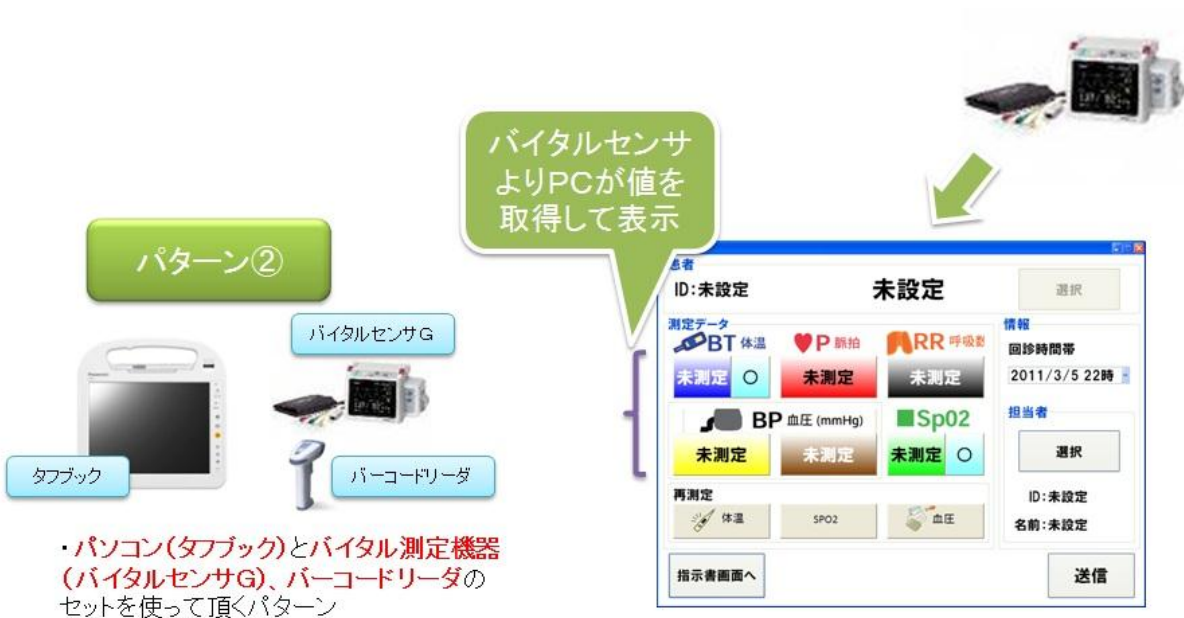 バイタルセンサ
よりPCが値を
取得して表示
パターン②
バイタルセンサG
タフブック
バーコードリーダ
・パソコン(タフブック)とバイタル測定機器
(バイタルセンサG)、バーコードリーダの
セットを使って頂くパターン
患者
ID:未設定
未設定
選択
測定データ
BT 体温
P 脈拍
RR 呼吸数
未測定 ○
未測定
未測定
BP 血圧 (mmHg)
SpO2
未測定
未測定
未測定 ○
再測定
体温
SPO2
血圧
情報
回診時間帯
2011/3/5 22時
担当者
選択
ID:未設定
名前:未設定
指示書画面へ
送信